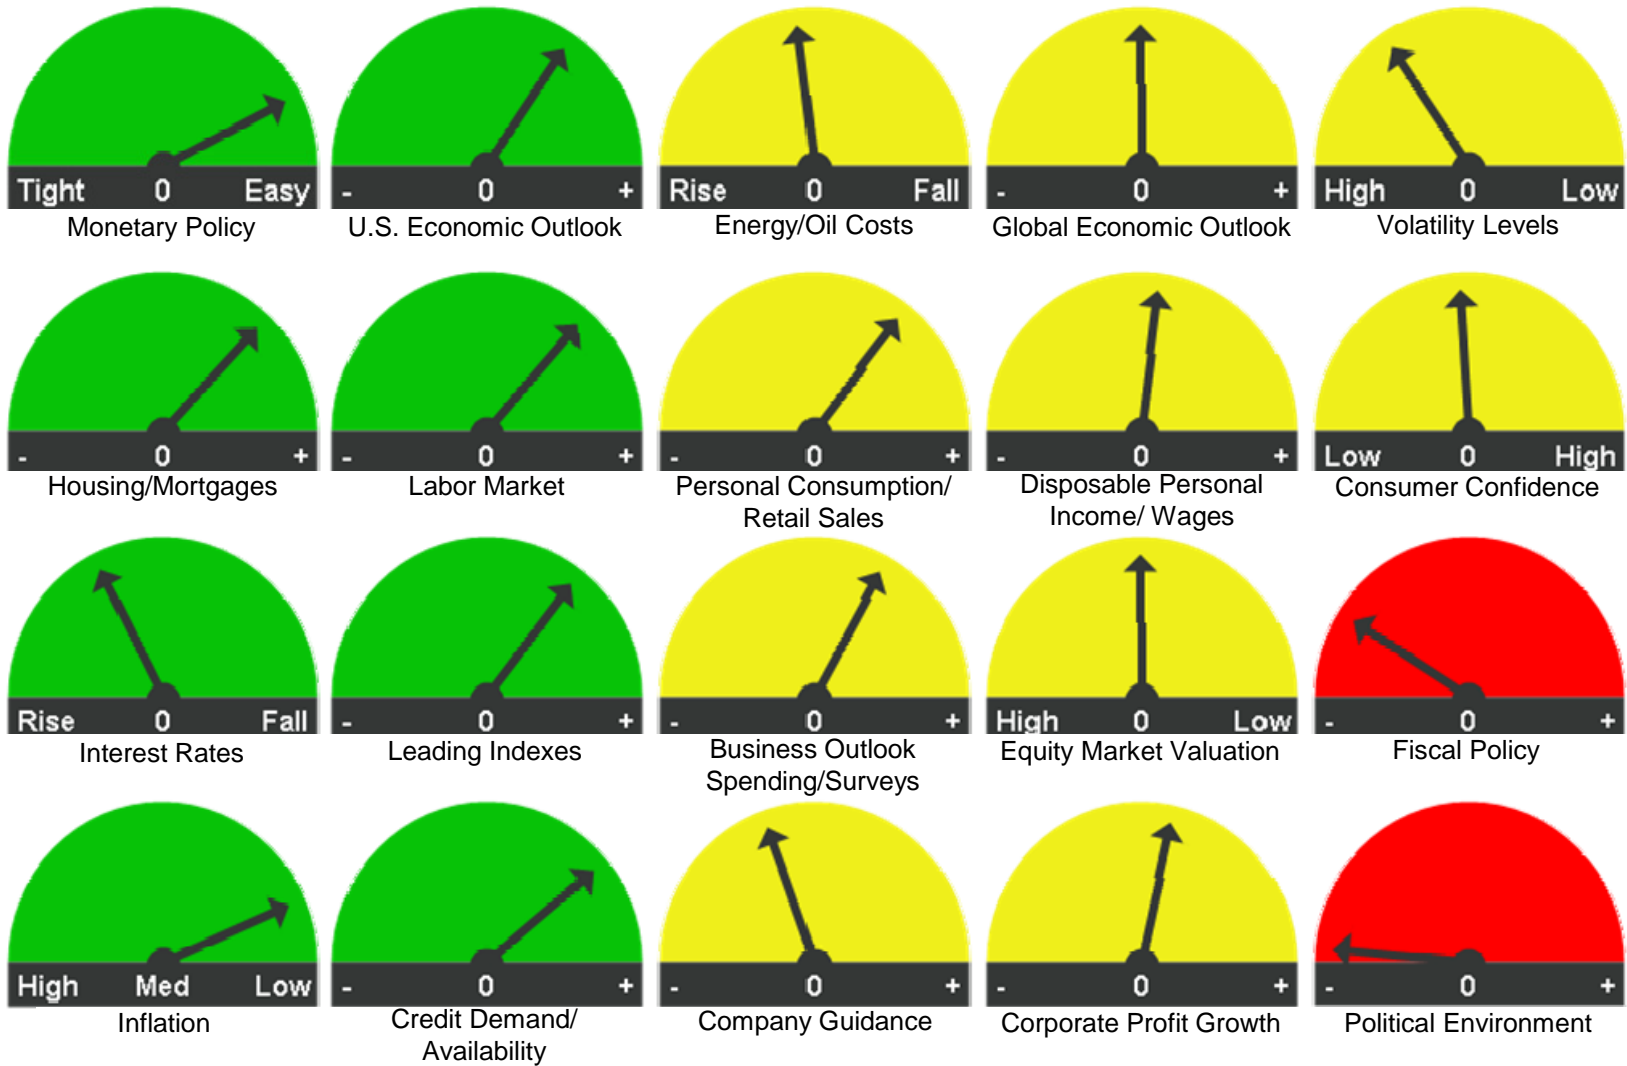 Tight 0 Easy
- 0 +
Rise 0 Fall
- 0 +
High 0 Low
Monetary Policy
U.S. Economic Outlook
Energy/Oil Costs
Global Economic Outlook
Volatility Levels
- 0 +
- 0 +
- 0 +
- 0 +
Low 0 High
Housing/Mortgages
Labor Market
Personal Consumption/
Retail Sales
Disposable Personal
Income/ Wages
Consumer Confidence
Rise 0 Fall
- 0 +
- 0 +
High 0 Low
- 0 +
Interest Rates
Leading Indexes
Business Outlook
Spending/Surveys
Equity Market Valuation
Fiscal Policy
High Med Low
- 0 +
- 0 +
- 0 +
- 0 +
Inflation
Credit Demand/
Availability
Company Guidance
Corporate Profit Growth
Political Environment